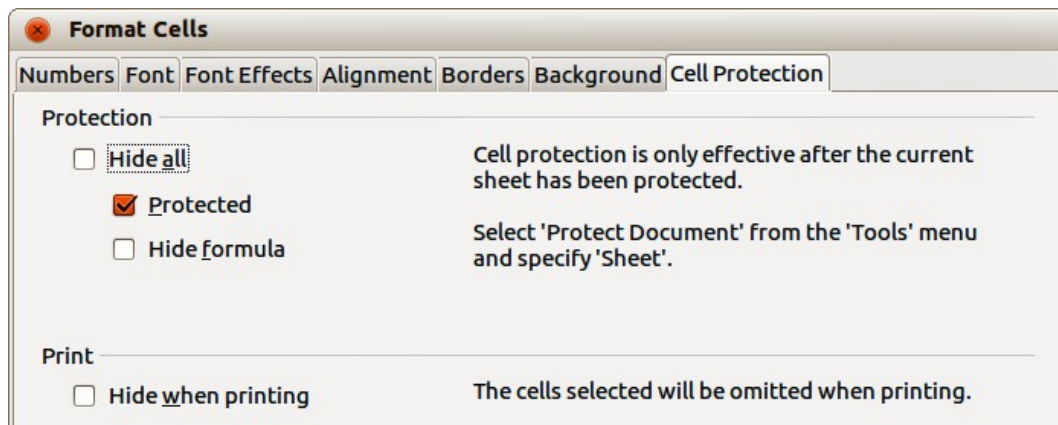 Format Cells
Numbers Font Font Effects Alignment Borders Background Cell Protection
Protection
Hide all
Cell protection is only effective after the current
sheet has been protected.
Protected
Select 'Protect Document' from the 'Tools' menu
and specify 'Sheet'.
Hide formula
Print
Hide when printing
The cells selected will be omitted when printing.